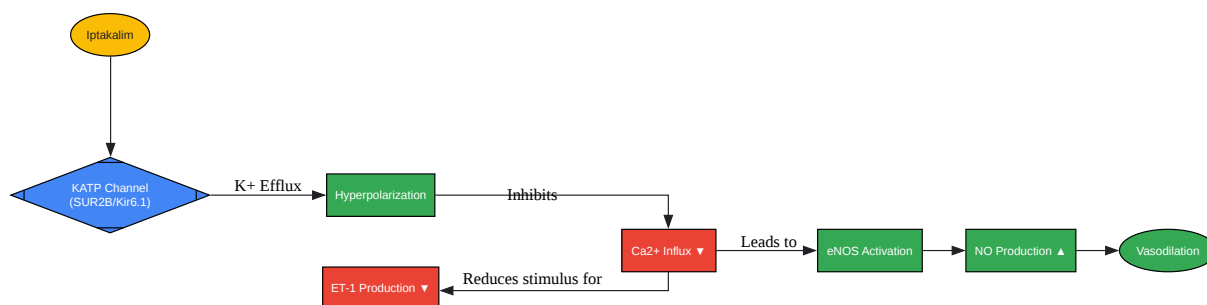 Iptakalim
KATP Channel
(SUR2B/Kir6.1)
K+ Efflux
Hyperpolarization
Inhibits
Ca2+ Influx ▼
Leads to
eNOS Activation
NO Production ▲
Vasodilation
Reduces stimulus for
ET-1 Production ▼